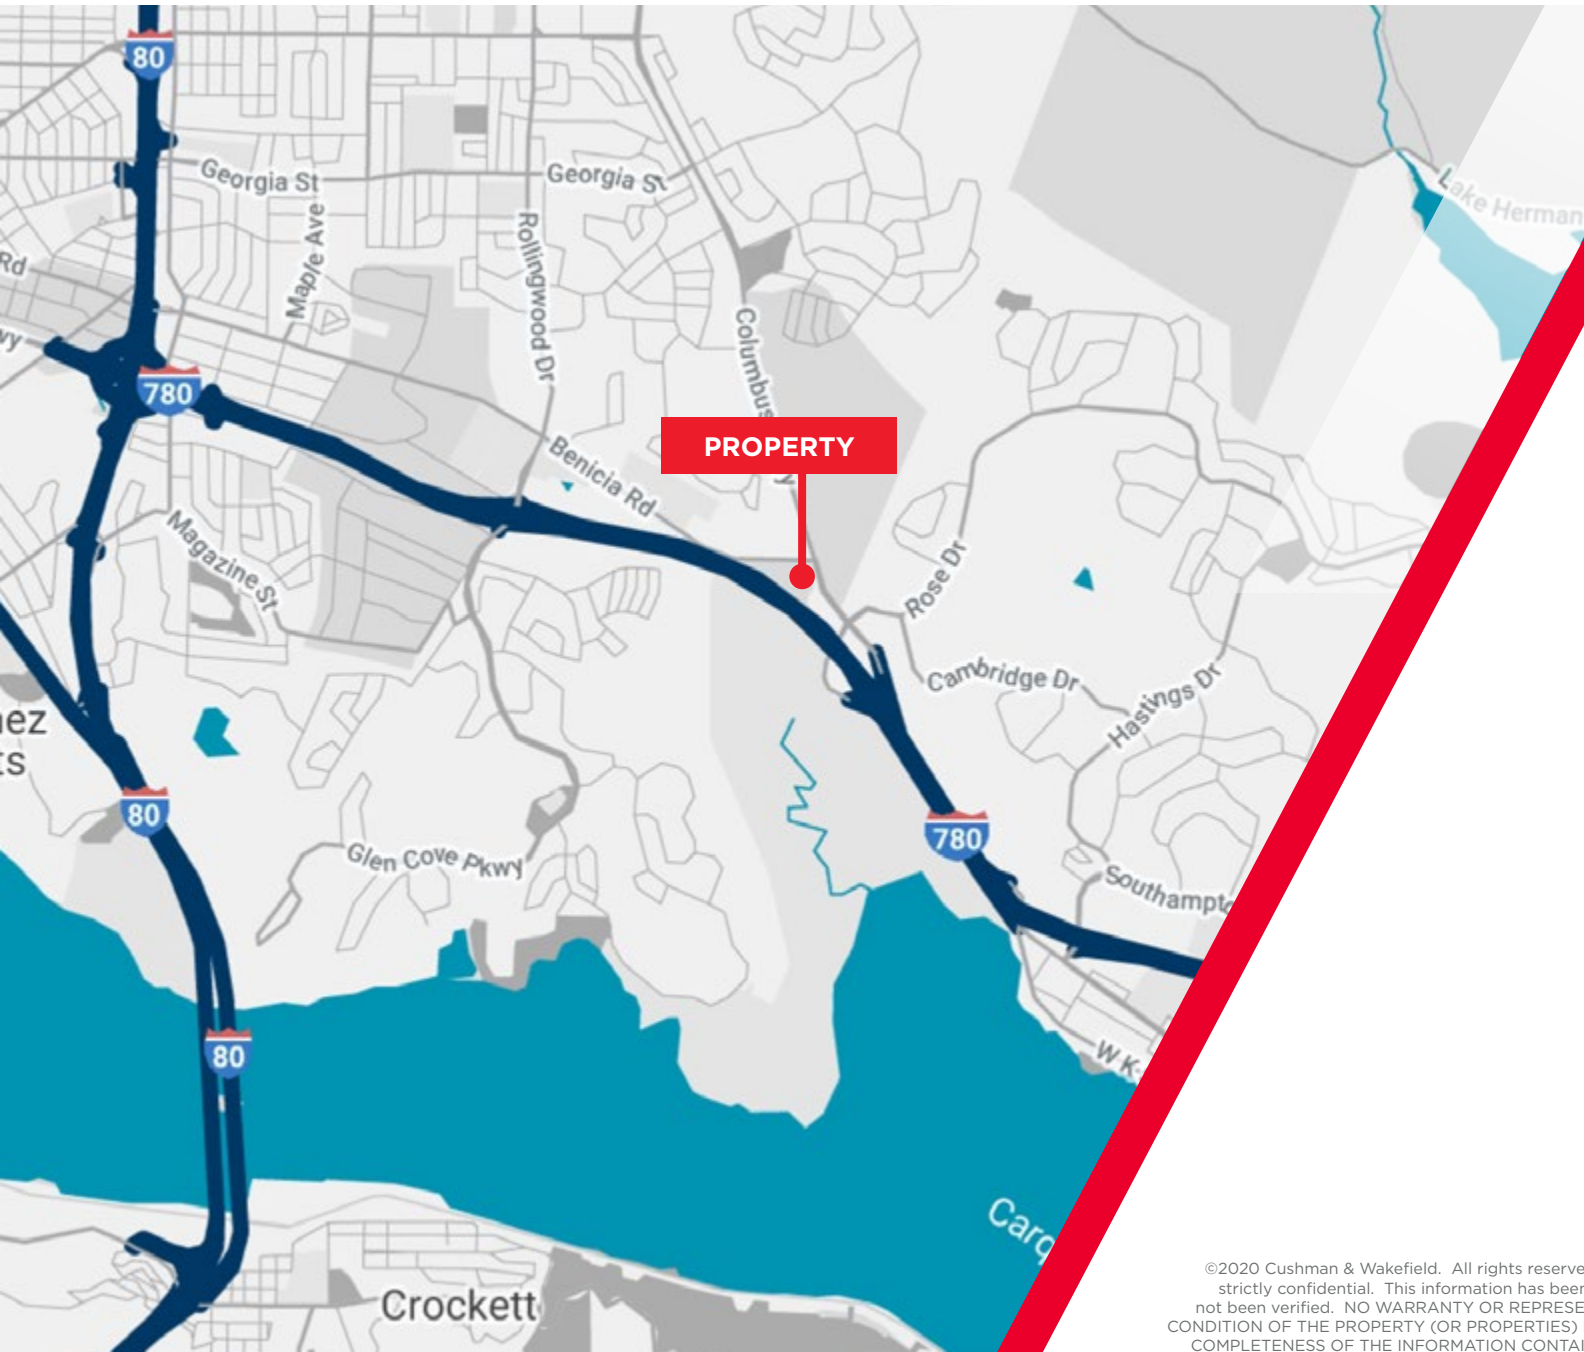 80
Georgia St
Georgia St
Lake Herman
Maple Ave
Rollingwood Dr
Rd
Columbus
780
PROPERTY
Benicia Rd
Magazine St
Rose Dr
Cambridge Dr
Hastings Dr
80
780
Glen Cove Pkwy
Southampt
80
W K
Carq
Crockett
©2020 Cushman & Wakefield. All rights reserve
strictly confidential. This information has been
not been verified. NO WARRANTY OR REPRESE
CONDITION OF THE PROPERTY (OR PROPERTIES)
COMPLETENESS OF THE INFORMATION CONTAI